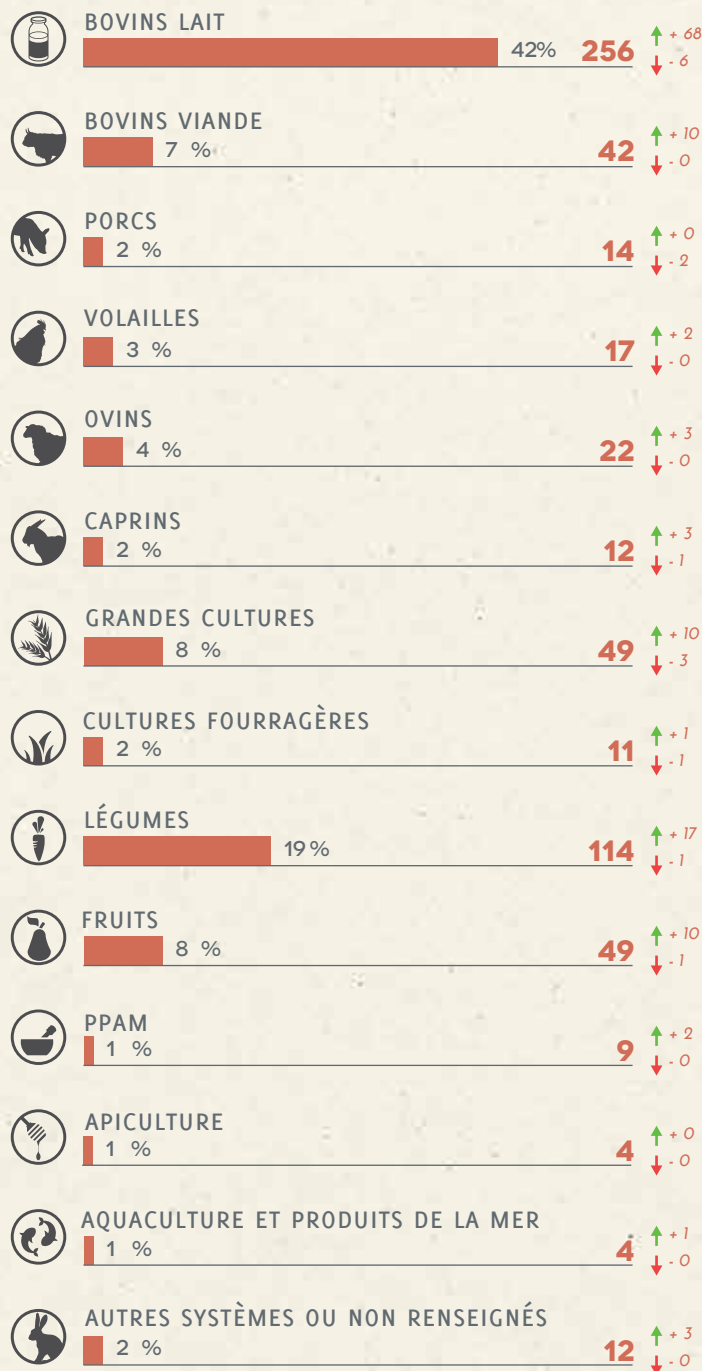 BOVINS LAIT
42% 256 + 68
- 6
BOVINS VIANDE
7 % 42 + 10
- 0
PORCS
2 % 14 + 0
- 2
VOLAILLES
3 % 17 + 2
- 0
OVINS
4 % 22 + 3
- 0
CAPRINS
2 % 12 + 3
- 1
GRANDES CULTURES
8 % 49 + 10
- 3
CULTURES FOURRAGÈRES
2 % 11 + 1
- 1
LÉGUMES
19% 114 + 17
- 1
FRUITS
8 % 49 + 10
- 1
PPAM
1 % 9 + 2
- 0
APICULTURE
1 % 4 + 0
- 0
AQUACULTURE ET PRODUITS DE LA MER
1 % 4 + 1
- 0
AUTRES SYSTÈMES OU NON RENSEIGNÉS
2 % 12 + 3
- 0